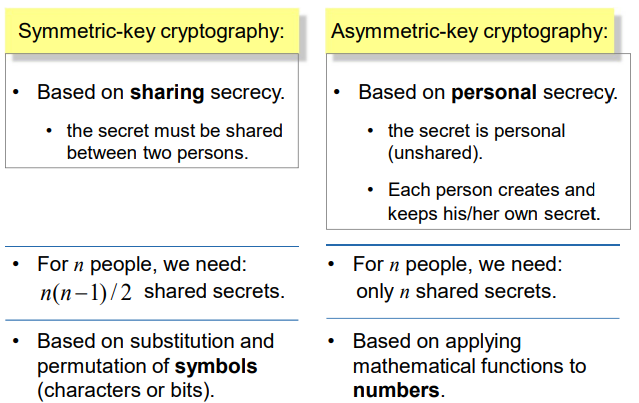 Symmetric-key cryptography:
• Based on sharing secrecy.
• the secret must be shared
between two persons.
• For n people, we need:
n(n−1)/2 shared secrets.
• Based on substitution and
permutation of symbols
(characters or bits).
Asymmetric-key cryptography:
• Based on personal secrecy.
• the secret is personal
(unshared).
• Each person creates and
keeps his/her own secret.
• For n people, we need:
only n shared secrets.
• Based on applying
mathematical functions to
numbers.